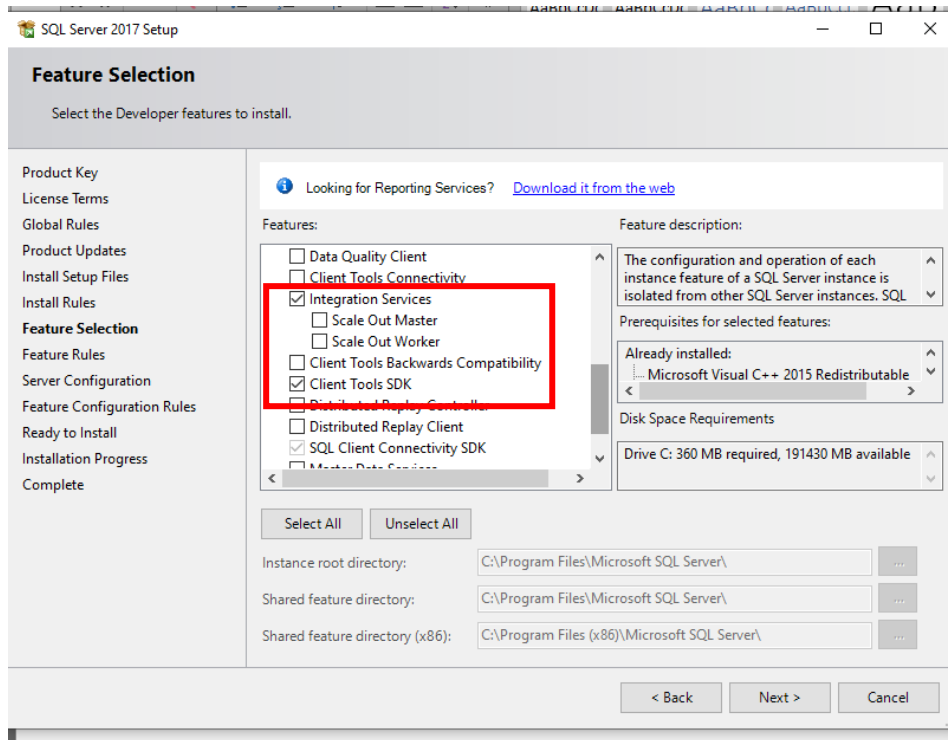 SQL Server 2017 Setup
Feature Selection
Select the Developer features to install.
Product Key
License Terms
Global Rules
Product Updates
Install Setup Files
Install Rules
Feature Selection
Feature Rules
Server Configuration
Feature Configuration Rules
Ready to Install
Installation Progress
Complete
Looking for Reporting Services? Download it from the web
Features:
Data Quality Client
Client Tools Connectivity
Integration Services
Scale Out Master
Scale Out Worker
Client Tools Backwards Compatibility
Client Tools SDK
Distributed Replay Controller
Distributed Replay Client
SQL Client Connectivity SDK
Master Data Services
Feature description:
The configuration and operation of each
instance feature of a SQL Server instance is
isolated from other SQL Server instances. SQL
Prerequisites for selected features:
Already installed:
Microsoft Visual C++ 2015 Redistributable
Disk Space Requirements
Drive C: 360 MB required, 191430 MB available
Select All
Unselect All
Instance root directory:
C:\Program Files\Microsoft SQL Server\
...
Shared feature directory:
C:\Program Files\Microsoft SQL Server\
...
Shared feature directory (x86):
C:\Program Files (x86)\Microsoft SQL Server\
...
< Back
Next >
Cancel